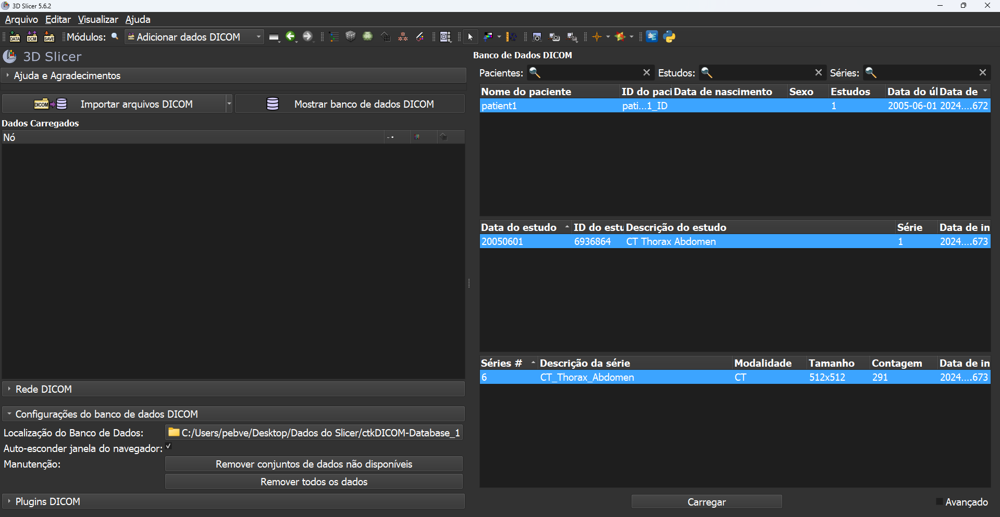 3D Slicer 5.6.2
Arquivo Editar Visualizar Ajuda
DATA DCM SAVE Módulos: Adicionar dados DICOM
3D Slicer
Ajuda e Agradecimentos
DICOM Importar arquivos DICOM Mostrar banco de dados DICOM
Dados Carregados
Nó
Rede DICOM
Configurações do banco de dados DICOM
Localização do Banco de Dados: C:/Users/pebve/Desktop/Dados do Slicer/ctkDICOM-Database_1
Auto-esconder janela do navegador:
Manutenção: Remover conjuntos de dados não disponíveis
Remover todos os dados
Plugins DICOM
Banco de Dados DICOM
Pacientes: Estudos: Séries:
Nome do paciente ID do paci Data de nascimento Sexo Estudos Data do úl Data de
patient1 pati...1_ID 1 2005-06-01 2024....672
Data do estudo ID do estu Descrição do estudo Série Data de in
20050601 6936864 CT Thorax Abdomen 1 2024....673
Séries # Descrição da série Modalidade Tamanho Contagem Data de in
6 CT_Thorax_Abdomen CT 512x512 291 2024....673
Carregar Avançado